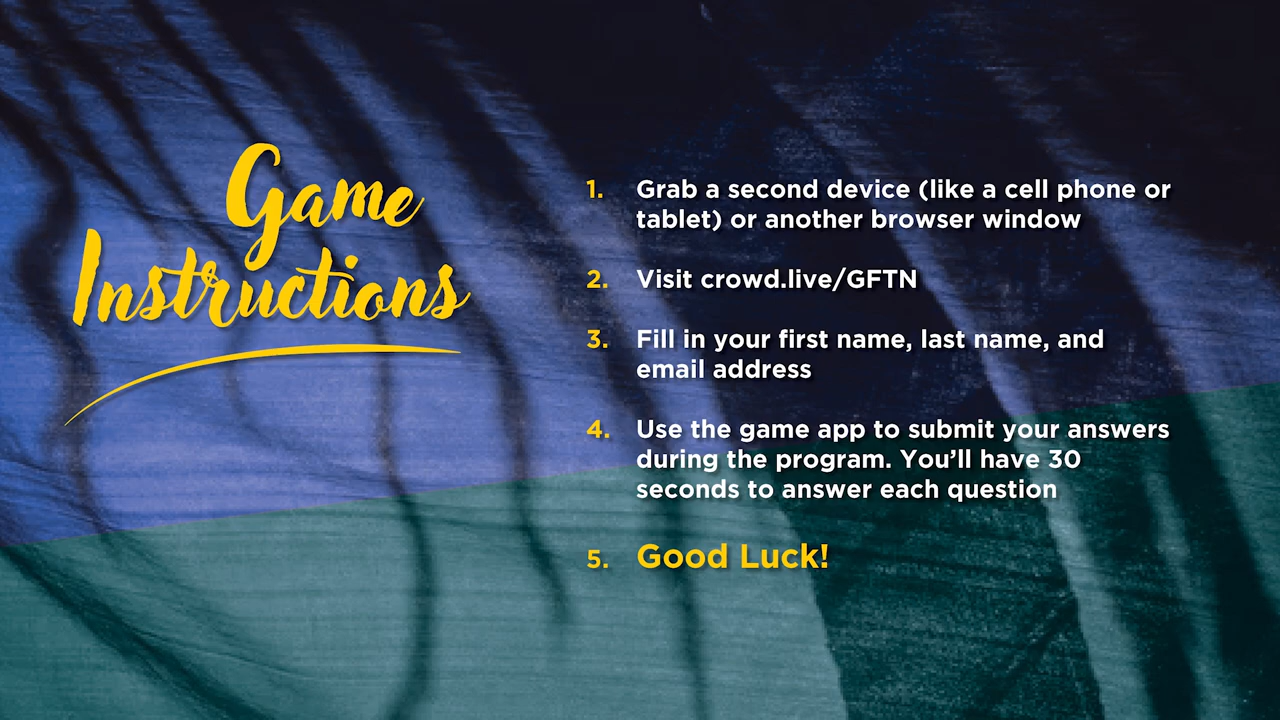 Game
Instructions
1. Grab a second device (like a cell phone or
tablet) or another browser window
2. Visit crowd.live/GFTN
3. Fill in your first name, last name, and
email address
4. Use the game app to submit your answers
during the program. You’ll have 30
seconds to answer each question
5. Good Luck!